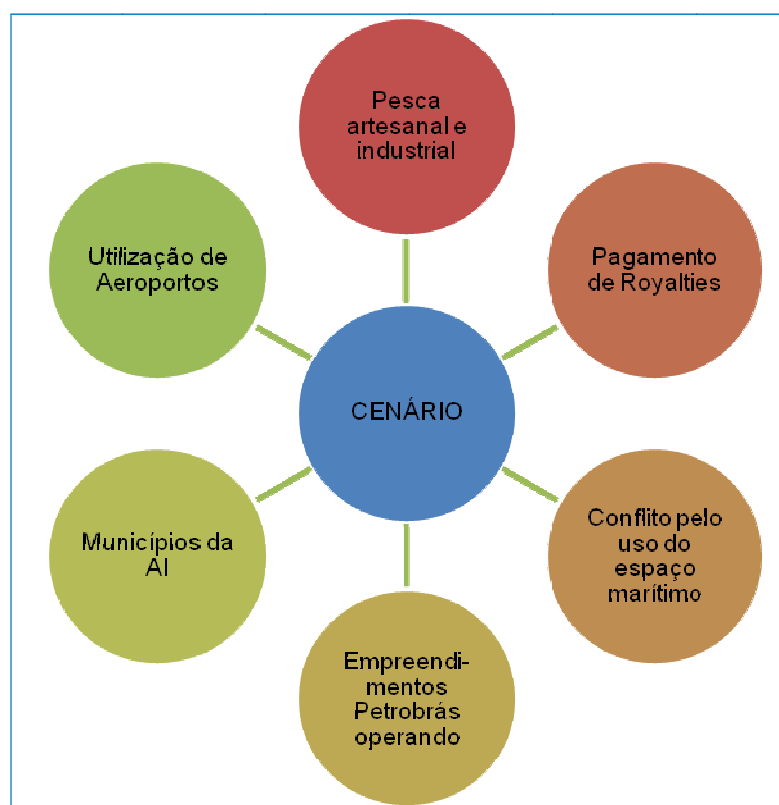 Pesca
artesanal e
industrial
Utilização de
Aeroportos
Pagamento
de Royalties
CENÁRIO
Municípios da
AI
Conflito pelo
uso do
espaço
marítimo
Empreendi-
mentos
Petrobrás
operando